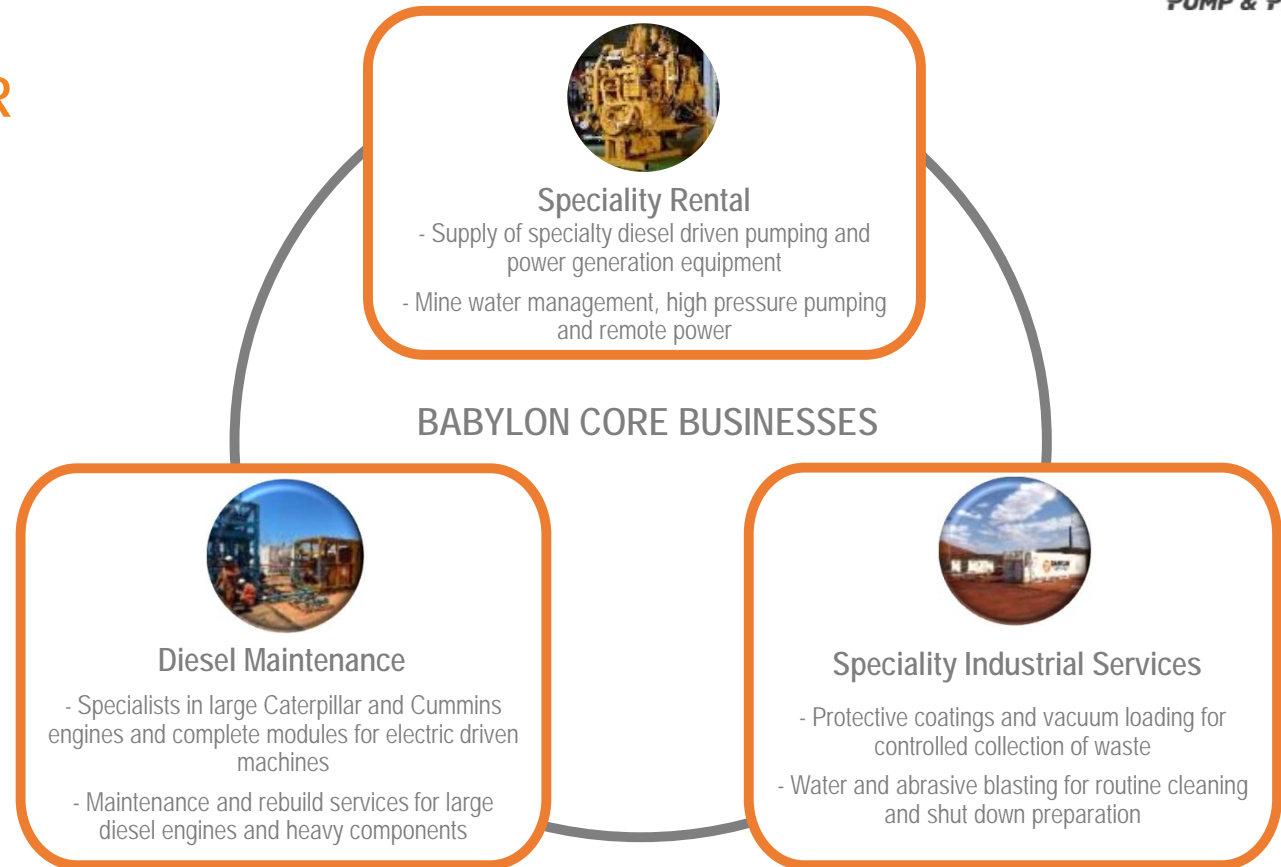 PUMP &
R
Speciality Rental
- Supply of specialty diesel driven pumping and
power generation equipment
- Mine water management, high pressure pumping
and remote power
BABYLON CORE BUSINESSES
Diesel Maintenance
- Specialists in large Caterpillar and Cummins
engines and complete modules for electric driven
machines
- Maintenance and rebuild services for large
diesel engines and heavy components
Speciality Industrial Services
- Protective coatings and vacuum loading for
controlled collection of waste
- Water and abrasive blasting for routine cleaning
and shut down preparation